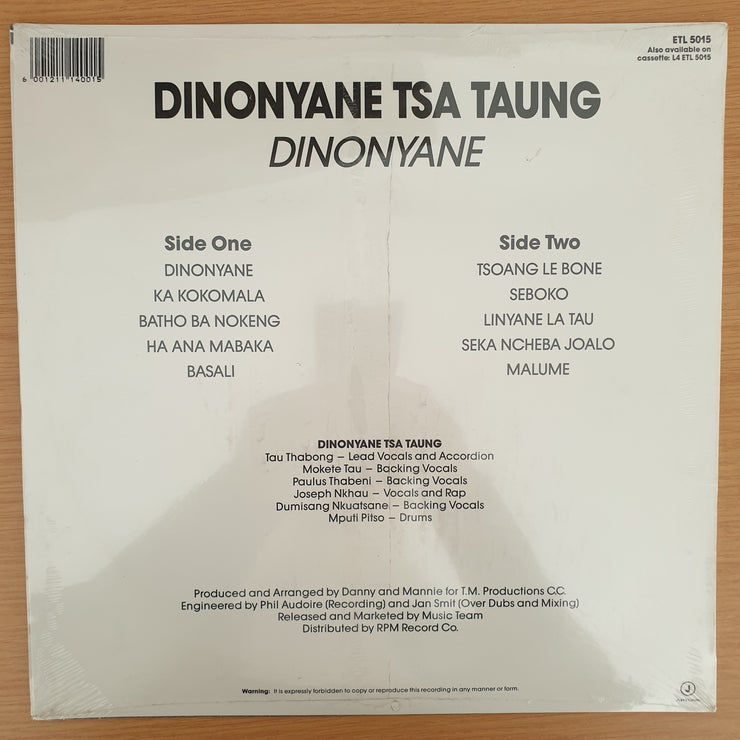 6 001211 140015
ETL 5015
Also available on
cassette: L4 ETL 5015
DINONYANE TSA TAUNG
DINONYANE
Side One
DINONYANE
KA KOKOMALA
BATHO BA NOKENG
HA ANA MABAKA
BASALI
Side Two
TSOANG LE BONE
SEBOKO
LINYANE LA TAU
SEKA NCHEBA JOALO
MALUME
DINONYANE TSA TAUNG
Tau Thabong – Lead Vocals and Accordion
Mokete Tau – Backing Vocals
Paulus Thabeni – Backing Vocals
Joseph Nkhau – Vocals and Rap
Dumisang Nkuatsane – Backing Vocals
Mputi Pitso – Drums
Produced and Arranged by Danny and Mannie for T.M. Productions C.C.
Engineered by Phil Audoire (Recording) and Jan Smit (Over Dubs and Mixing)
Released and Marketed by Music Team
Distributed by RPM Record Co.
Warning: It is expressly forbidden to copy or reproduce this recording in any manner or form.
J